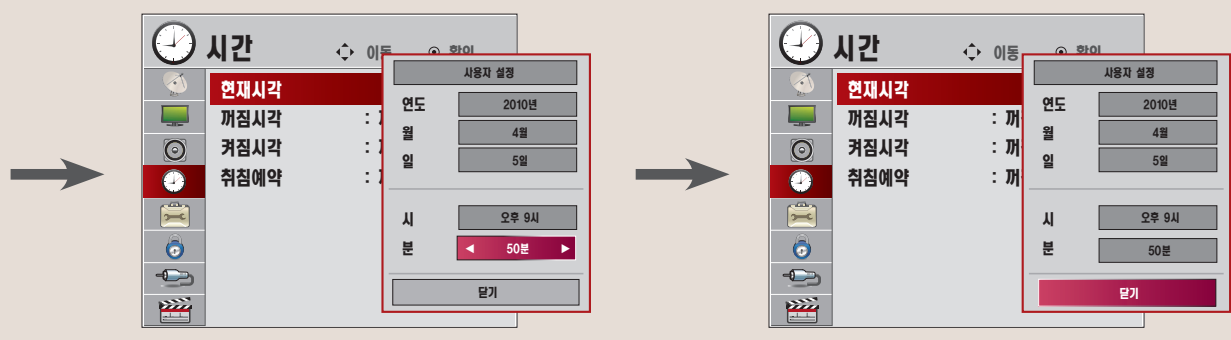 시간
이동
확인
현재시각
꺼짐시각 :
켜짐시각 :
취침예약 :
사용자 설정
연도 2010년
월 4월
일 5일
시 오후 9시
분 50분
닫기
시간
이동
확인
현재시각
꺼짐시각 : 꺼
켜짐시각 : 꺼
취침예약 : 꺼
사용자 설정
연도 2010년
월 4월
일 5일
시 오후 9시
분 50분
닫기